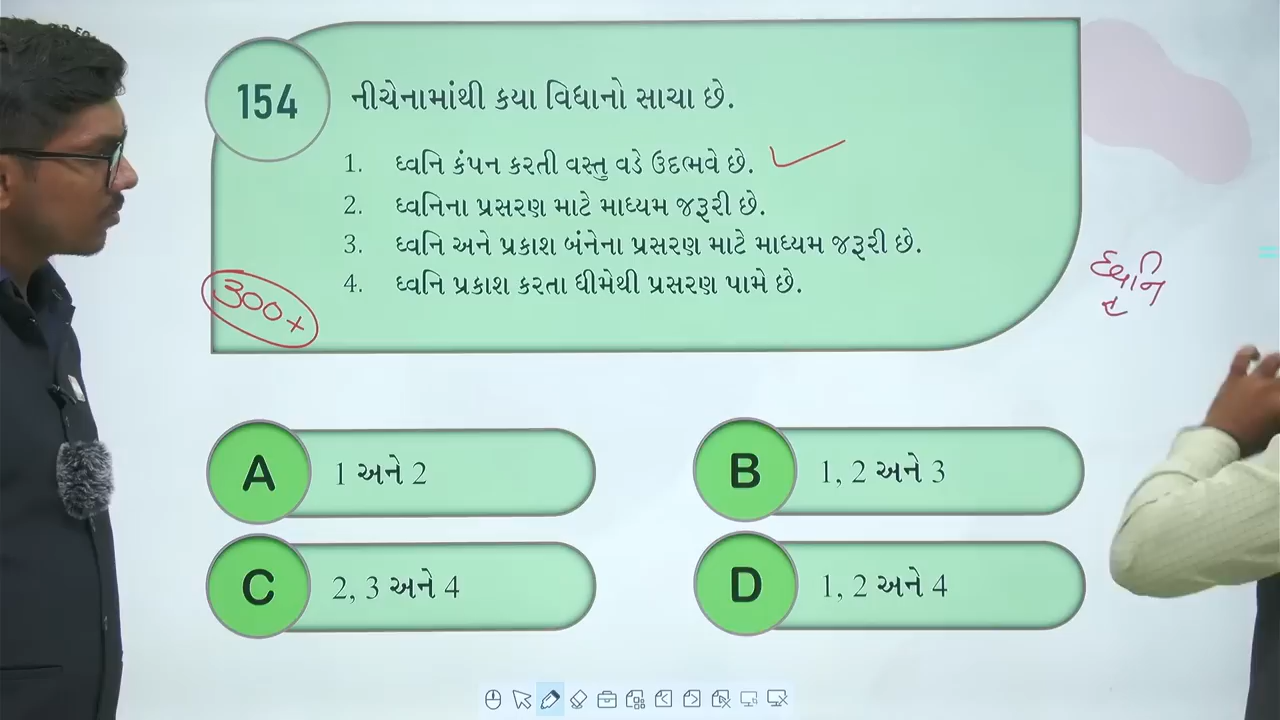 154
નીચેનામાંથી કયા વિધાનો સાચા છે.
1. ધ્વનિ કંપન કરતી વસ્તુ વડે ઉદભવે છે.
2. ધ્વનિના પ્રસરણ માટે માધ્યમ જરૂરી છે.
3. ધ્વનિ અને પ્રકાશ બંનેના પ્રસરણ માટે માધ્યમ જરૂરી છે.
4. ધ્વનિ પ્રકાશ કરતા ધીમેથી પ્રસરણ પામે છે.
300+
A 1 અને 2
B 1, 2 અને 3
C 2, 3 અને 4
D 1, 2 અને 4